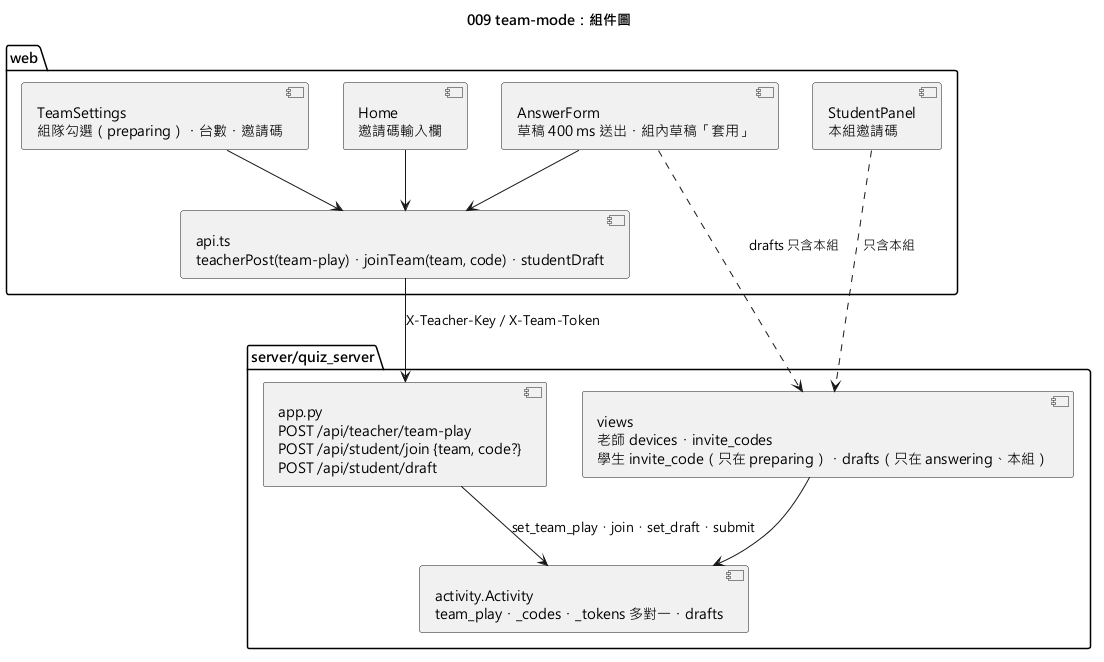 009 team-mode：組件圖
web
TeamSettings
組隊勾選（preparing）．台數．邀請碼
Home
邀請碼輸入欄
AnswerForm
草稿 400 ms 送出．組內草稿「套用」
StudentPanel
本組邀請碼
api.ts
teacherPost(team-play)．joinTeam(team, code)．studentDraft
drafts 只含本組
只含本組
X-Teacher-Key / X-Team-Token
server/quiz_server
app.py
POST /api/teacher/team-play
POST /api/student/join {team, code?}
POST /api/student/draft
views
老師 devices．invite_codes
學生 invite_code（只在 preparing）．drafts（只在 answering、本組）
set_team_play．join．set_draft．submit
activity.Activity
team_play．_codes．_tokens 多對一．drafts